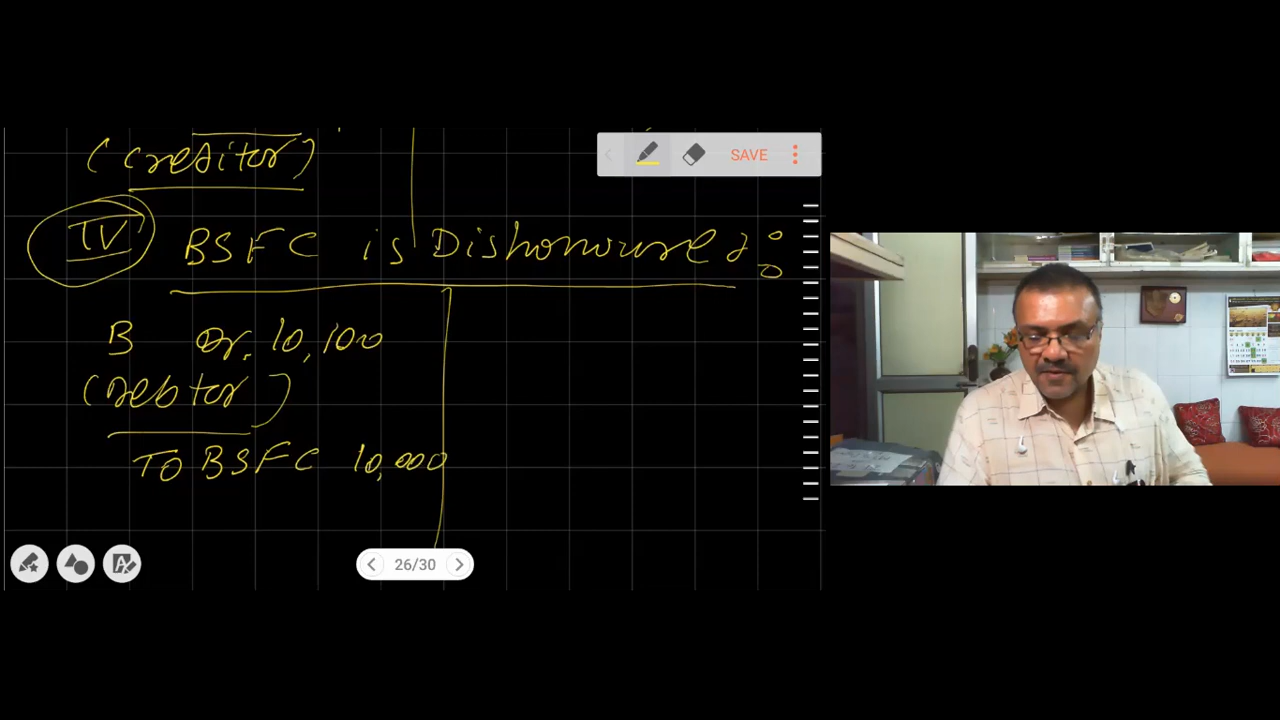 (Creditor)
SAVE
IV BSFC is Dishonoured :
B Dr. 10,100
(Debtor)
TO BSFC 10,000
26/30